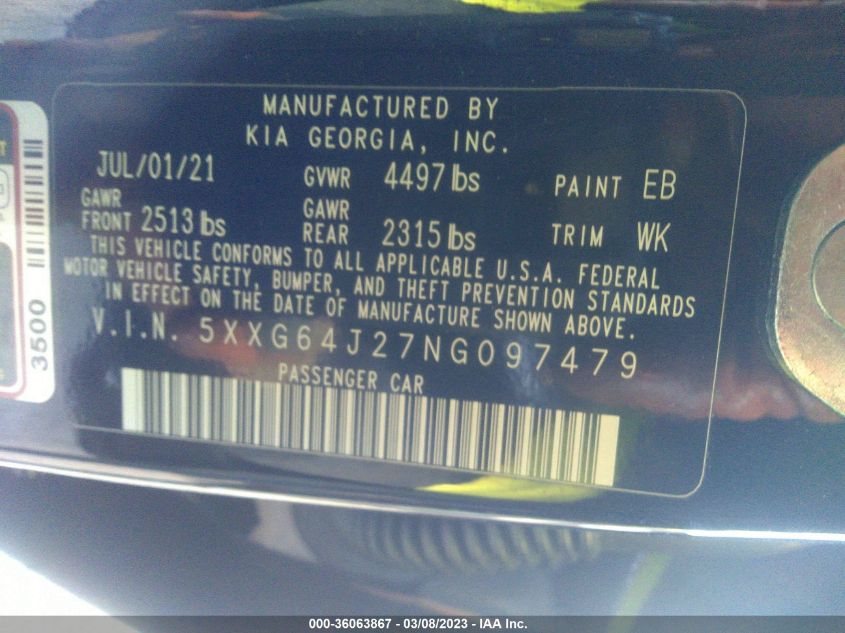 MANUFACTURED BY
KIA GEORGIA, INC.
JUL/01/21 GVWR 4497 lbs PAINT EB
GAWR FRONT 2513 lbs GAWR REAR 2315 lbs TRIM WK
THIS VEHICLE CONFORMS TO ALL APPLICABLE U.S.A. FEDERAL
MOTOR VEHICLE SAFETY, BUMPER, AND THEFT PREVENTION STANDARDS
IN EFFECT ON THE DATE OF MANUFACTURE SHOWN ABOVE.
V.I.N. 5XXG64J27NG097479
PASSENGER CAR
3500
000-36063867 - 03/08/2023 - IAA Inc.